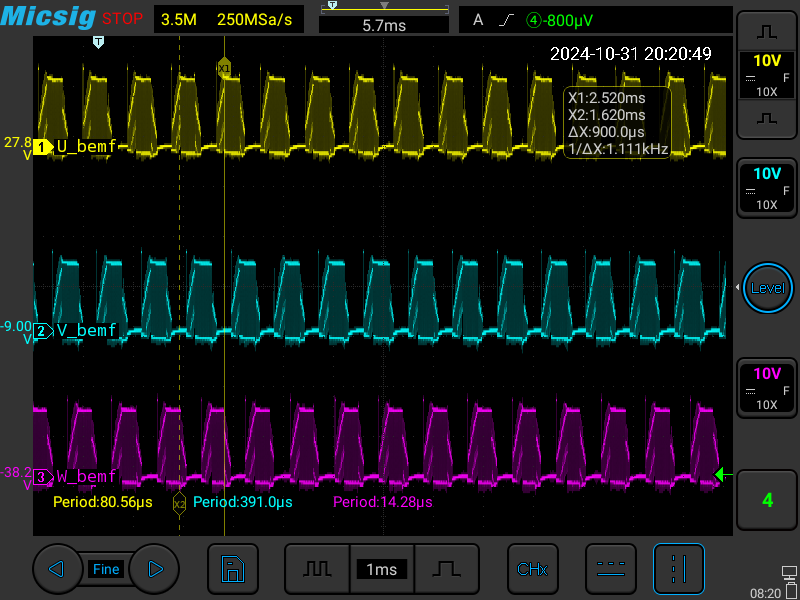 Micsig STOP 3.5M 250MSa/s T 5.7ms A 4 -800μV
T
2024-10-31 20:20:49
10V
F
10X
X1
X1:2.520ms
X2:1.620ms
ΔX:900.0μs
1/ΔX:1.111kHz
27.8
V
1 U_bemf
10V
F
10X
Level
-9.00
V
2 V_bemf
10V
F
10X
-38.2
V
3 W_bemf
Period:80.56μs X2 Period:391.0μs Period:14.28μs
4
Fine 1ms CHx
08:20